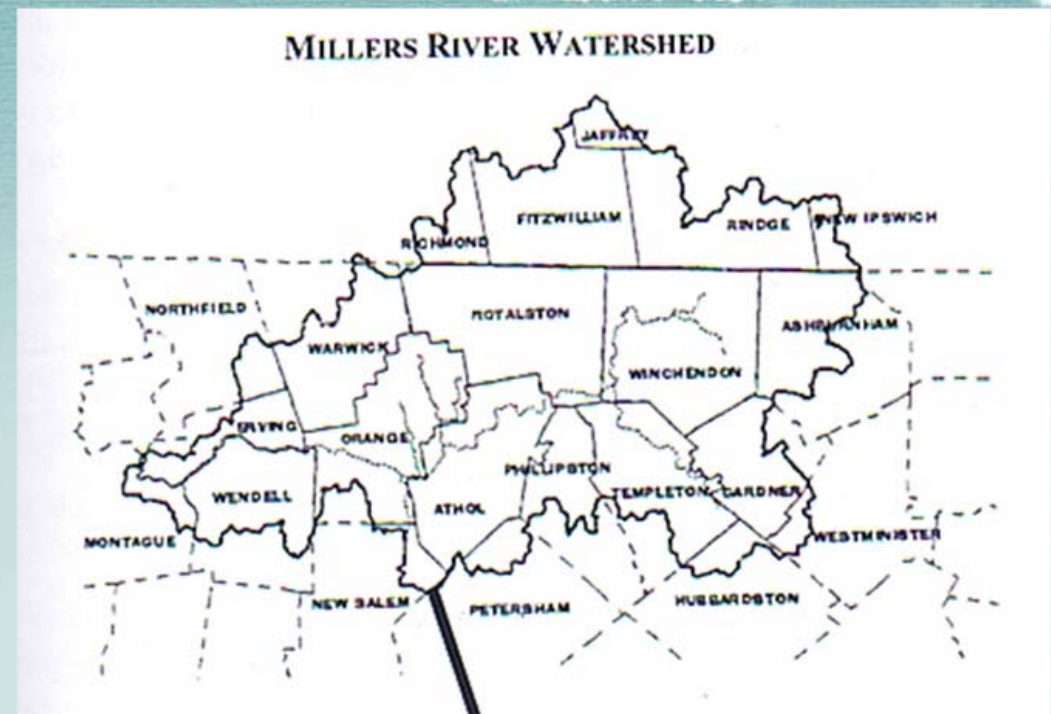 MILLERS RIVER WATERSHED
JAFFREY
FITZWILLIAM
RINDGE
NEW IPSWICH
RICHMOND
NORTHFIELD
ROYALSTON
ASHBURNHAM
WARWICK
WINCHENDON
ERVING
ORANGE
PHILLIPSTON
WENDELL
TEMPLETON
GARDNER
ATHOL
MONTAGUE
WESTMINISTER
NEW SALEM
PETERSHAM
HUBBARDSTON